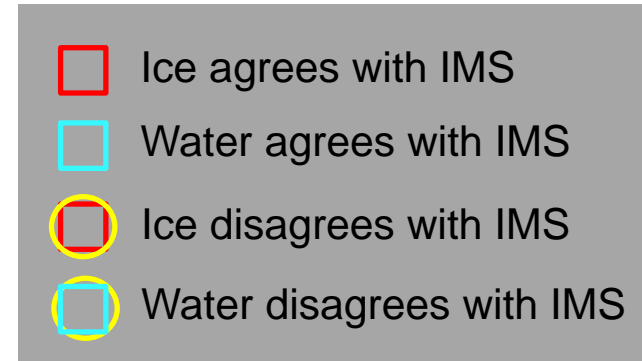 Ice agrees with IMS
Water agrees with IMS
Ice disagrees with IMS
Water disagrees with IMS